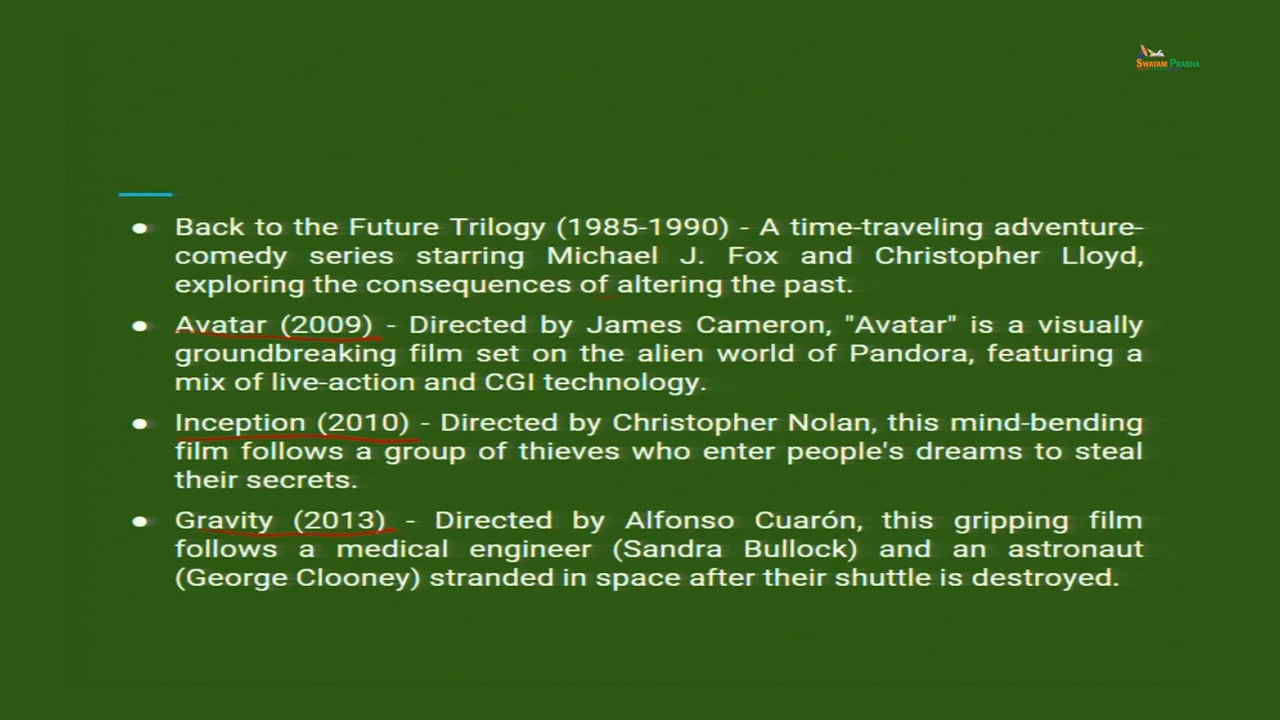 SWAYAM PRABHA
Back to the Future Trilogy (1985-1990) - A time-traveling adventure-
comedy series starring Michael J. Fox and Christopher Lloyd,
exploring the consequences of altering the past.
Avatar (2009) - Directed by James Cameron, "Avatar" is a visually
groundbreaking film set on the alien world of Pandora, featuring a
mix of live-action and CGI technology.
Inception (2010) - Directed by Christopher Nolan, this mind-bending
film follows a group of thieves who enter people's dreams to steal
their secrets.
Gravity (2013) - Directed by Alfonso Cuarón, this gripping film
follows a medical engineer (Sandra Bullock) and an astronaut
(George Clooney) stranded in space after their shuttle is destroyed.